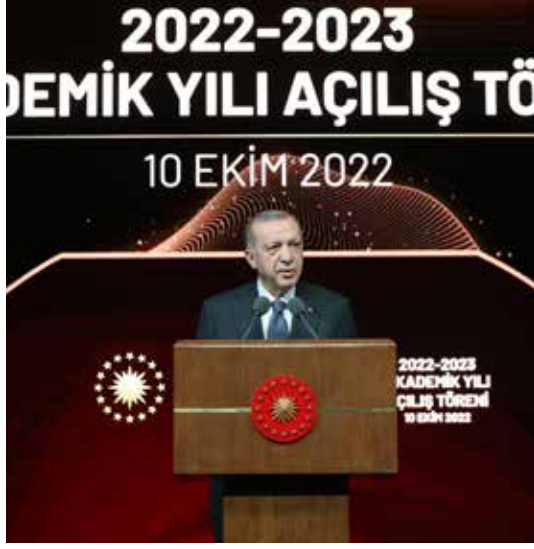 2022-2023
DEMİK YILI AÇILIŞ TÖ
10 EKİM 2022
2022-2023
KADEMİK YILI
ÇILIŞ TÖRENİ
10 EKİM 2022